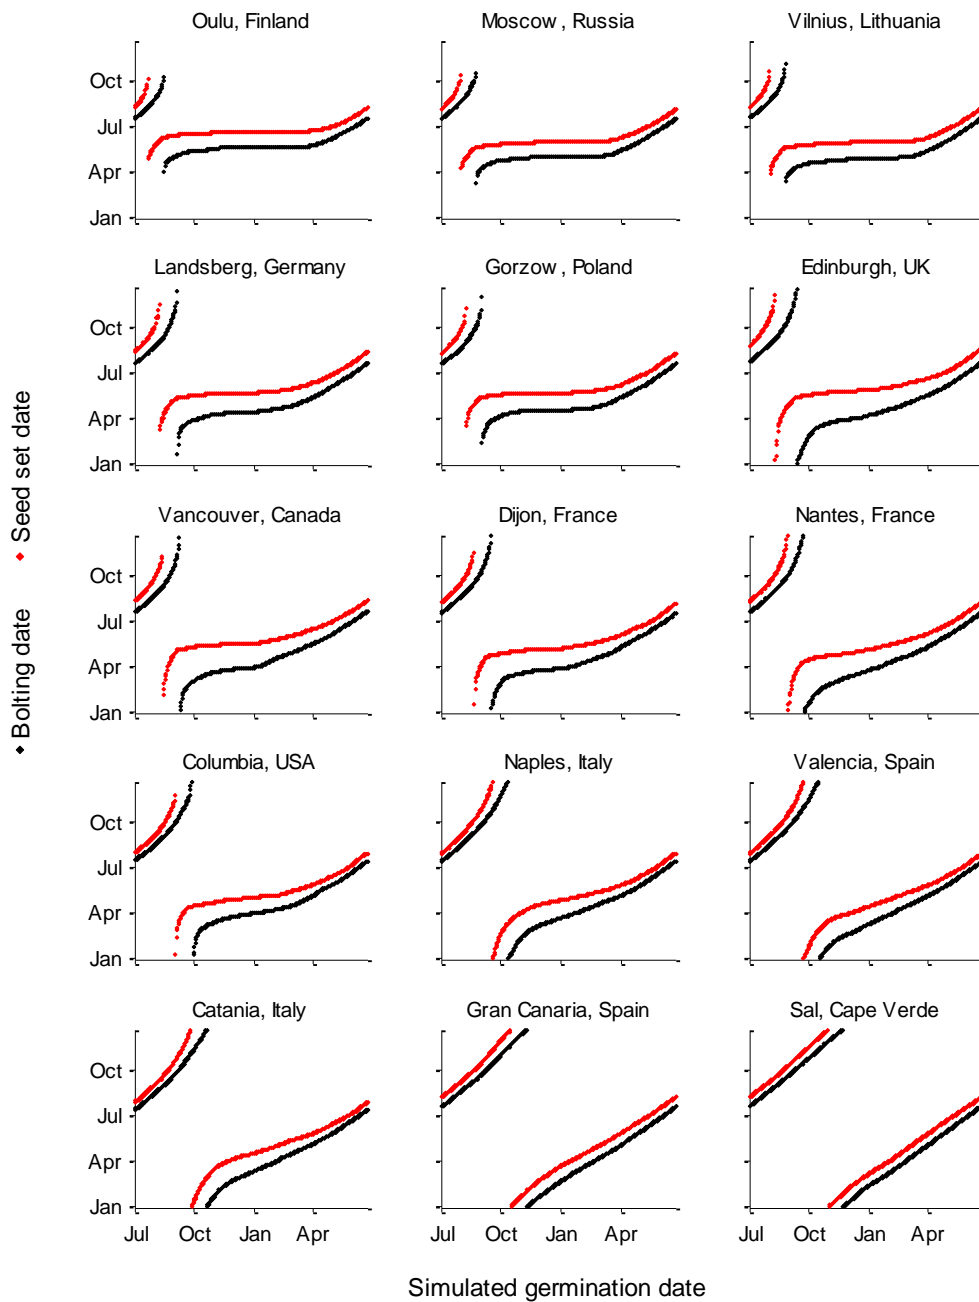 Oulu, Finland
Moscow , Russia
Vilnius, Lithuania
Oct
Jul
Apr
Jan
Landsberg, Germany
Gorzow , Poland
Edinburgh, UK
Oct
Jul
Apr
Jan
Vancouver, Canada
Dijon, France
Nantes, France
Oct
Jul
Apr
Jan
Columbia, USA
Naples, Italy
Valencia, Spain
Oct
Jul
Apr
Jan
Catania, Italy
Gran Canaria, Spain
Sal, Cape Verde
Oct
Jul
Apr
Jan
Jul Oct Jan Apr
Jul Oct Jan Apr
Jul Oct Jan Apr
Simulated germination date
Bolting date
Seed set date